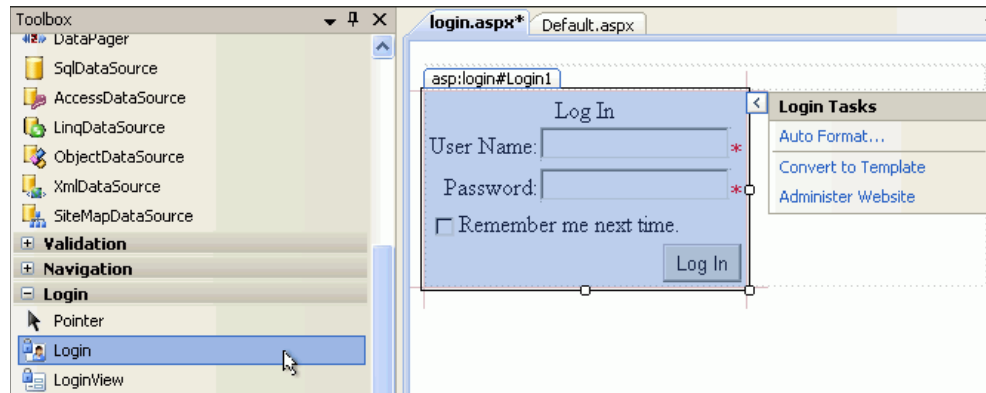 Toolbox
DataPager
SqlDataSource
AccessDataSource
LinqDataSource
ObjectDataSource
XmlDataSource
SiteMapDataSource
Validation
Navigation
Login
Pointer
Login
LoginView
login.aspx* Default.aspx
asp:login#Login1
Log In
User Name: *
Password: *
Remember me next time.
Log In
Login Tasks
Auto Format...
Convert to Template
Administer Website